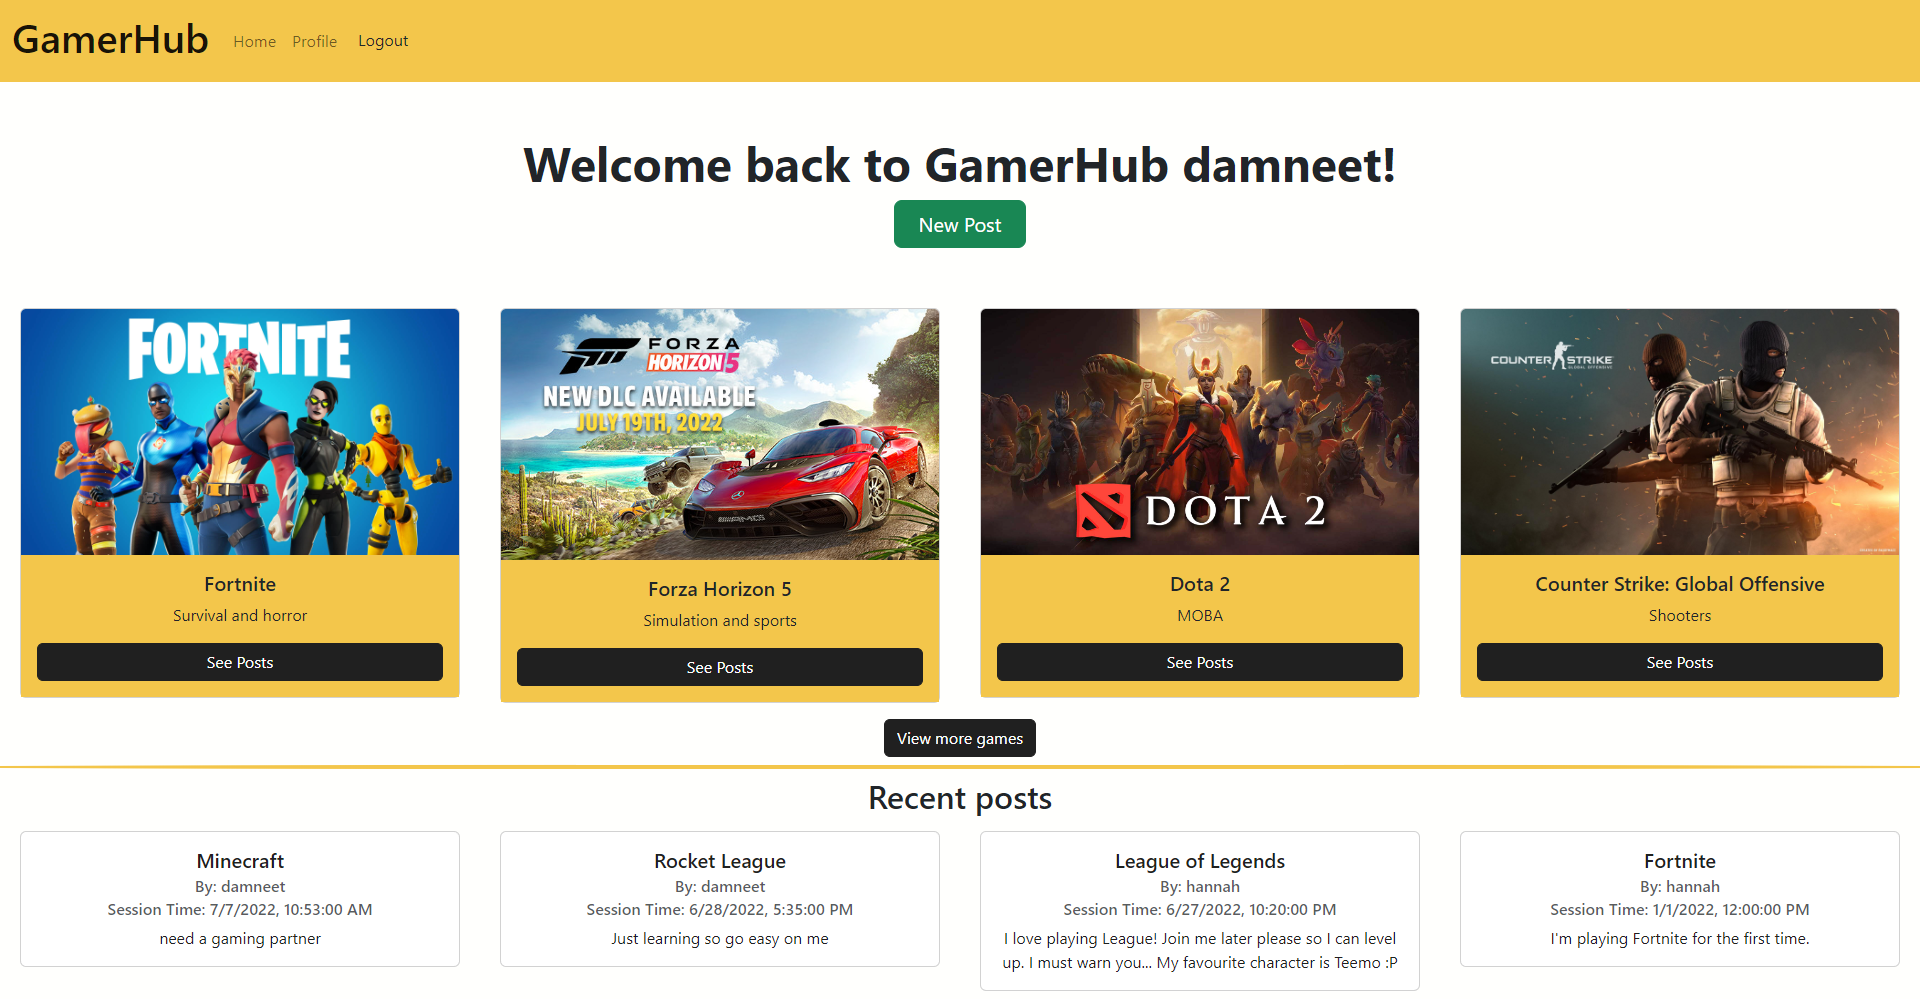 GamerHub Home Profile Logout
Welcome back to GamerHub damneet!
New Post
FORTNITE
FORZA
HORIZON 5
NEW DLC AVAILABLE
JULY 19TH, 2022
DOTA 2
COUNTER STRIKE
GLOBAL OFFENSIVE
Fortnite
Survival and horror
See Posts
Forza Horizon 5
Simulation and sports
See Posts
Dota 2
MOBA
See Posts
Counter Strike: Global Offensive
Shooters
See Posts
View more games
Recent posts
Minecraft
By: damneet
Session Time: 7/7/2022, 10:53:00 AM
need a gaming partner
Rocket League
By: damneet
Session Time: 6/28/2022, 5:35:00 PM
Just learning so go easy on me
League of Legends
By: hannah
Session Time: 6/27/2022, 10:20:00 PM
I love playing League! Join me later please so I can level
up. I must warn you... My favourite character is Teemo :P
Fortnite
By: hannah
Session Time: 1/1/2022, 12:00:00 PM
I'm playing Fortnite for the first time.